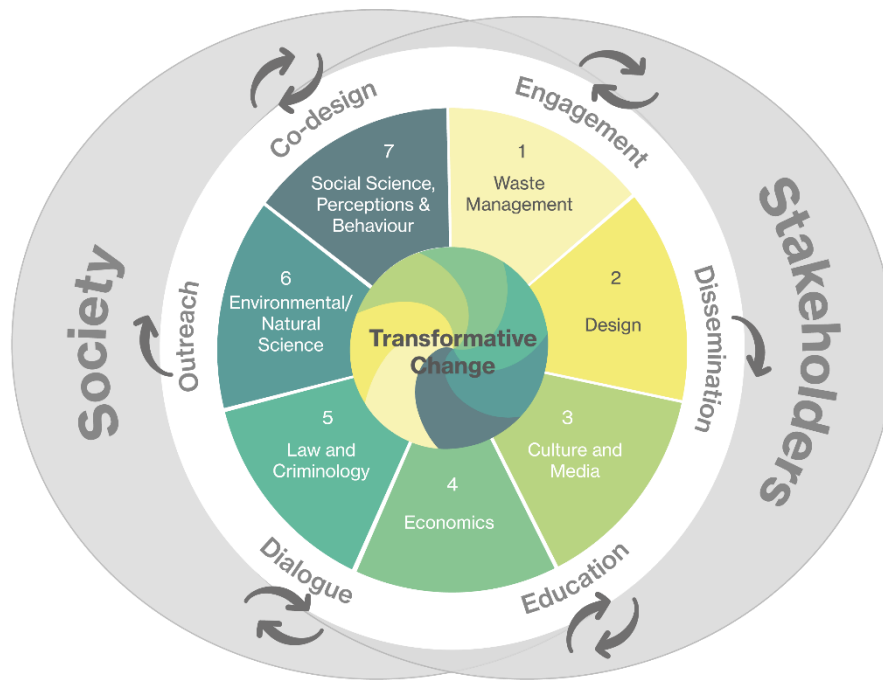 Society
Stakeholders
Co-design
Engagement
Dissemination
Education
Dialogue
Outreach
1
Waste
Management
2
Design
3
Culture and
Media
4
Economics
5
Law and
Criminology
6
Environmental/
Natural
Science
7
Social Science,
Perceptions &
Behaviour
Transformative
Change